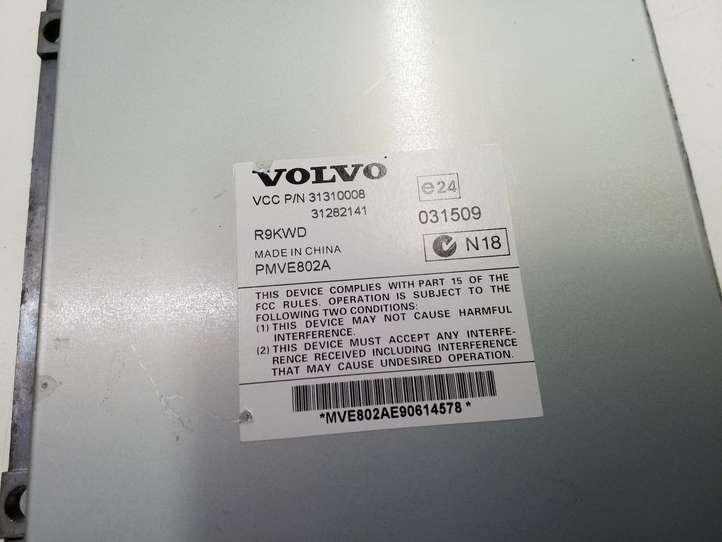 VOLVO
e24
VCC P/N 31310008
31282141
031509
R9KWD
N18
MADE IN CHINA
PMVE802A
THIS DEVICE COMPLIES WITH PART 15 OF THE
FCC RULES. OPERATION IS SUBJECT TO THE
FOLLOWING TWO CONDITIONS:
(1) THIS DEVICE MAY NOT CAUSE HARMFUL
INTERFERENCE.
(2) THIS DEVICE MUST ACCEPT ANY INTERFE-
RENCE RECEIVED INCLUDING INTERFERENCE
THAT MAY CAUSE UNDESIRED OPERATION.
*MVE802AE90614578*